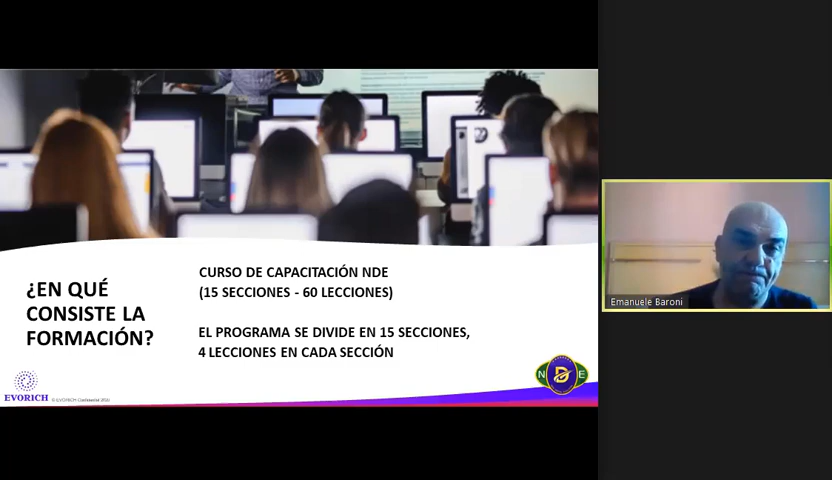 ¿EN QUÉ
CONSISTE LA
FORMACIÓN?
CURSO DE CAPACITACIÓN NDE
(15 SECCIONES - 60 LECCIONES)
EL PROGRAMA SE DIVIDE EN 15 SECCIONES,
4 LECCIONES EN CADA SECCIÓN
EVORICH
N D E
Emanuele Baroni